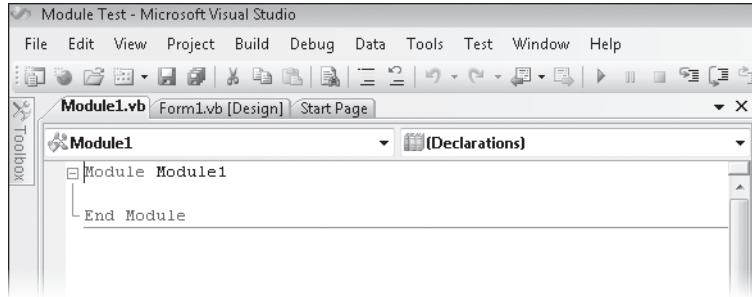 Module Test - Microsoft Visual Studio
File Edit View Project Build Debug Data Tools Test Window Help
Module1.vb Form1.vb [Design] Start Page
Toolbox
Module1 (Declarations)
Module Module1
End Module